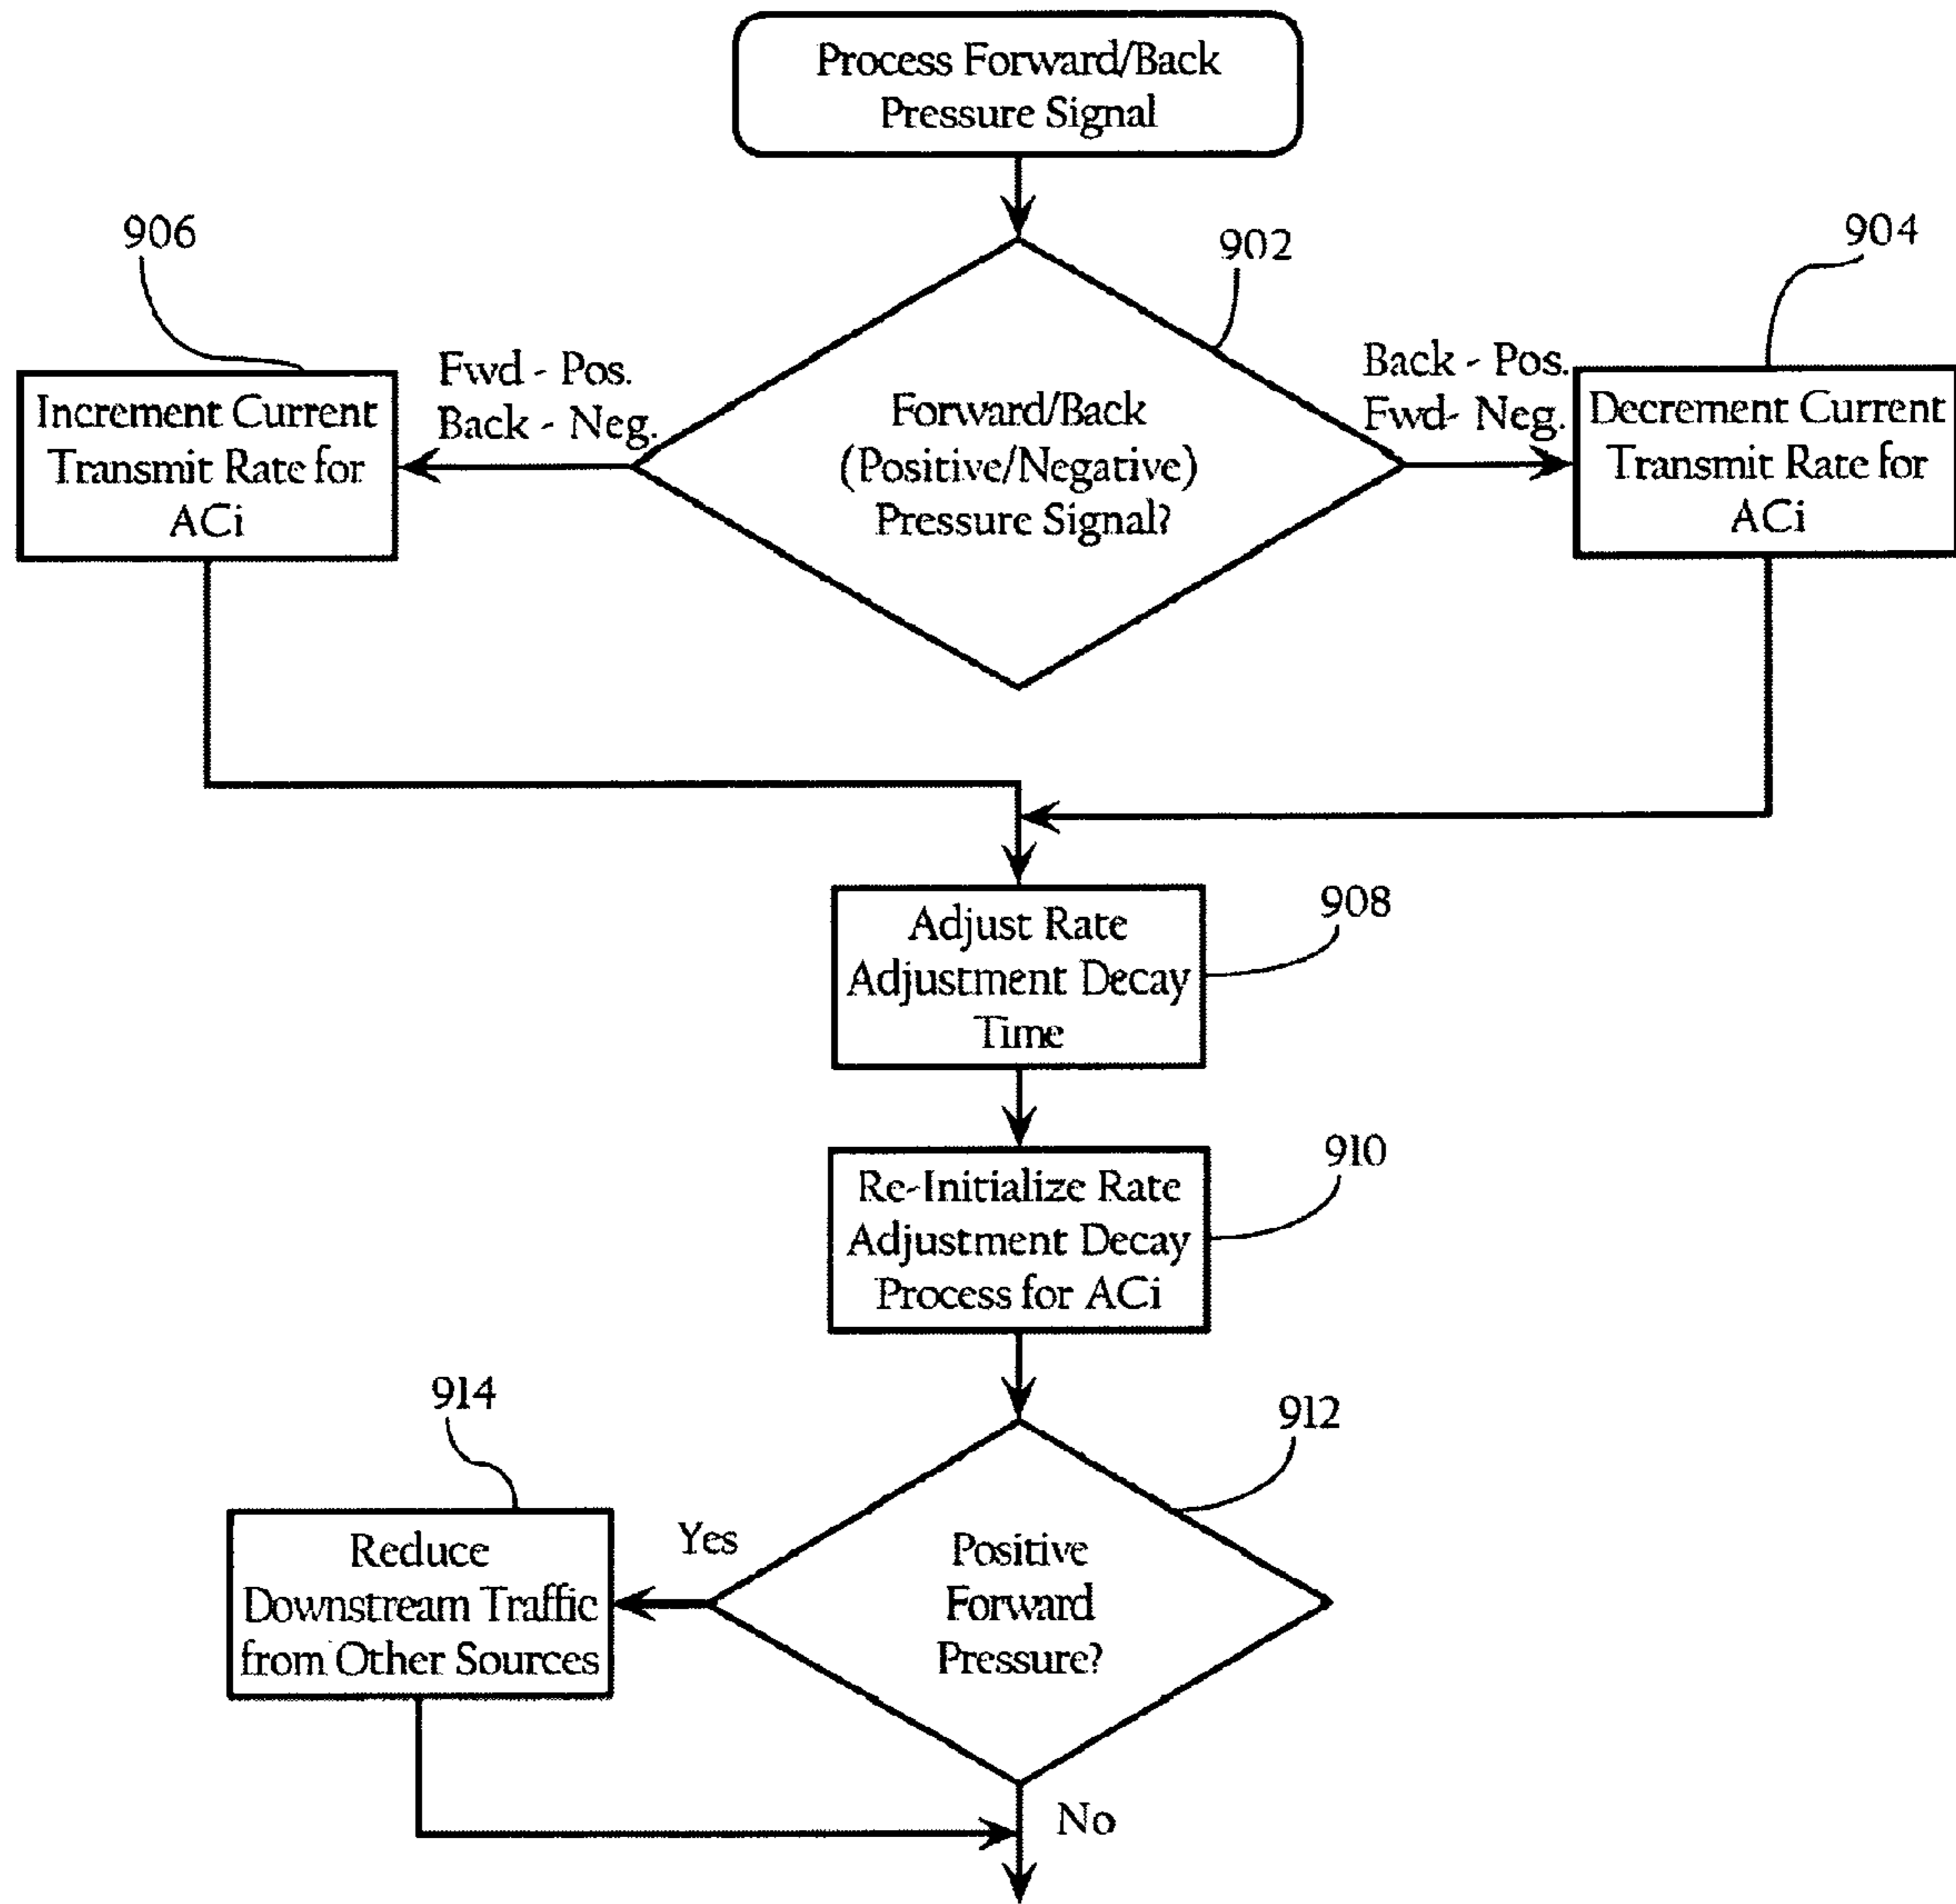 Process Forward/Back
Pressure Signal
906
902
904
Fwd - Pos.
Back - Neg.
Back - Pos.
Fwd- Neg.
Increment Current
Transmit Rate for
ACi
Forward/Back
(Positive/Negative)
Pressure Signal?
Decrement Current
Transmit Rate for
ACi
908
Adjust Rate
Adjustment Decay
Time
910
Re-Initialize Rate
Adjustment Decay
Process for ACi
914
912
Yes
Reduce
Downstream Traffic
from Other Sources
Positive
Forward
Pressure?
No